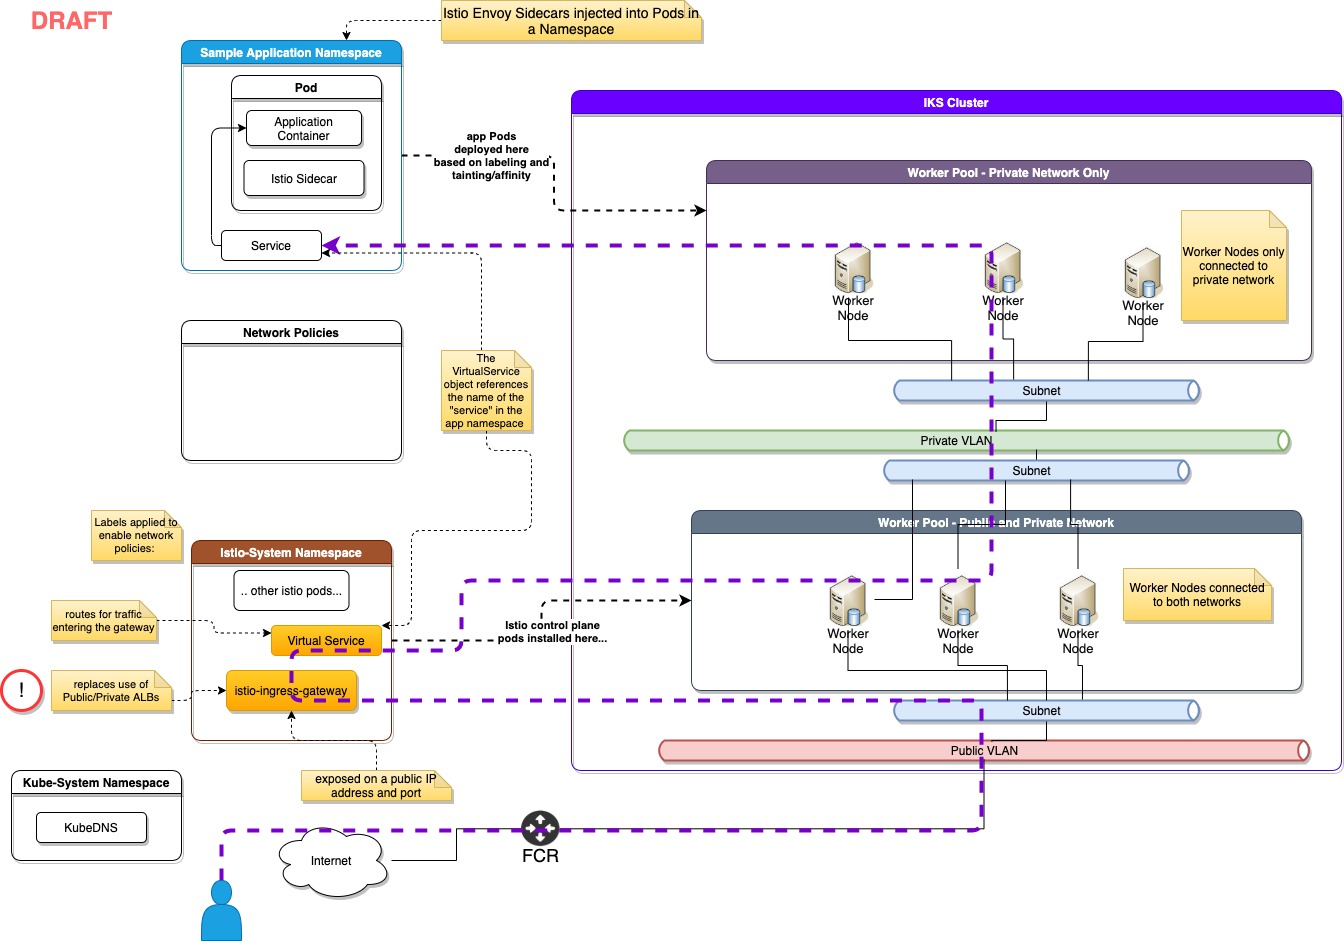 DRAFT
Istio Envoy Sidecars injected into Pods in
a Namespace
Sample Application Namespace
Pod
Application
Container
Istio Sidecar
Service
app Pods
deployed here
based on labeling and
tainting/affinity
IKS Cluster
Worker Pool - Private Network Only
Worker
Node
Worker
Node
Worker
Node
Worker Nodes only
connected to
private network
Network Policies
The
VirtualService
object references
the name of the
"service" in the
app namespace
Subnet
Private VLAN
Subnet
Worker Pool - Public and Private Network
Worker
Node
Worker
Node
Worker
Node
Worker Nodes connected
to both networks
Labels applied to
enable network
policies:
Istio-System Namespace
.. other istio pods...
routes for traffic
entering the gateway
Virtual Service
Istio control plane
pods installed here...
!
replaces use of
Public/Private ALBs
istio-ingress-gateway
Subnet
Public VLAN
exposed on a public IP
address and port
Kube-System Namespace
KubeDNS
Internet
FCR